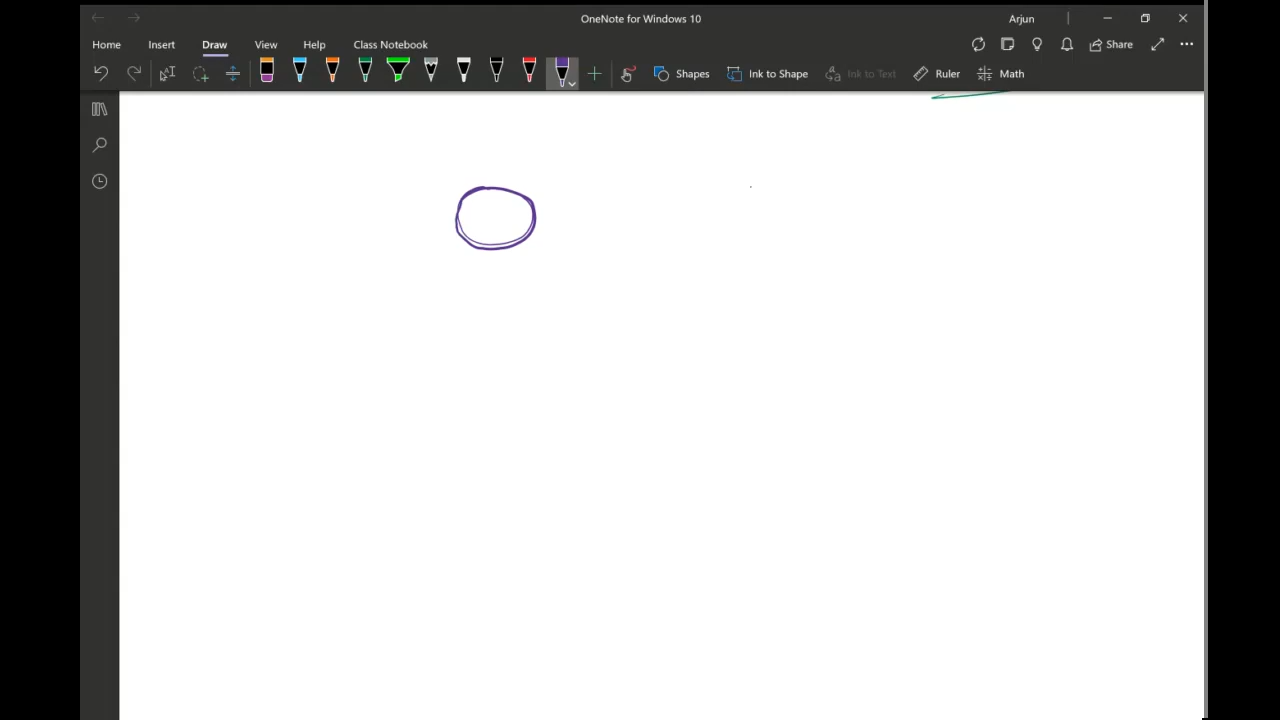 OneNote for Windows 10
Arjun
Home Insert Draw View Help Class Notebook
Share
Shapes Ink to Shape Ink to Text Ruler Math